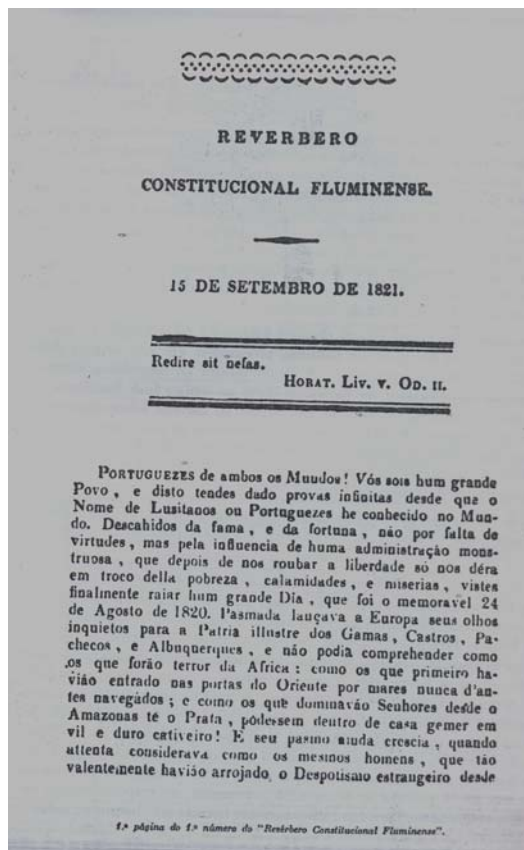 REVERBERO
CONSTITUCIONAL FLUMINENSE.
15 DE SETEMBRO DE 1821.
Redire sit nefas.
HORAT. LIV. V. OD. II.
PORTUGUEZES de ambos os Mundos! Vós sois hum grande
Povo, e disto tendes dado provas infinitas desde que o
Nome de Lusitanos ou Portuguezes he conhecido no Mun-
do. Descahidos da fama, e da fortuna, não por falta de
virtudes, mas pela influencia de huma administração mons-
truosa, que depois de nos roubar a liberdade só nos déra
em troco della pobreza, calamidades, e miserias, vistes
finalmente raiar hum grande Dia, que foi o memoravel 24
de Agosto de 1820. Pasmada lançava a Europa seus olhos
inquietos para a Patria illustre dos Gamas, Castros, Pa-
checos, e Albuquerques, e não podia comprehender como
os que forão terror da Africa: como os que primeiro ha-
vião entrado nas portas do Oriente por mares nunca d'an-
tes navegados; e como os que dominavão Senhores desde o
Amazonas té o Prata, pódessem dentro de casa gemer em
vil e duro cativeiro! E seu pasmo ainda crescia, quando
attenta considerava como os mesmos homens, que tão
valentemente havião arrojado o Despotismo estrangeiro desde
1.ª página do 1.º número do "Revérbero Constitucional Fluminense".